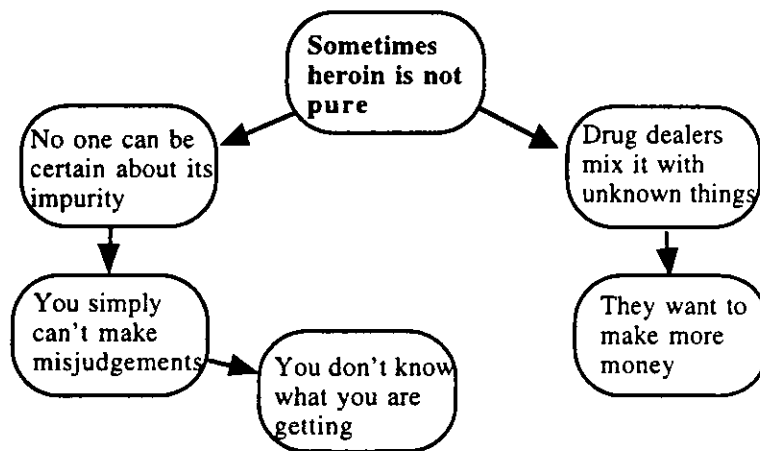 Sometimes
heroin is not
pure
No one can be
certain about its
impurity
Drug dealers
mix it with
unknown things
You simply
can't make
misjudgements
They want to
make more
money
You don't know
what you are
getting